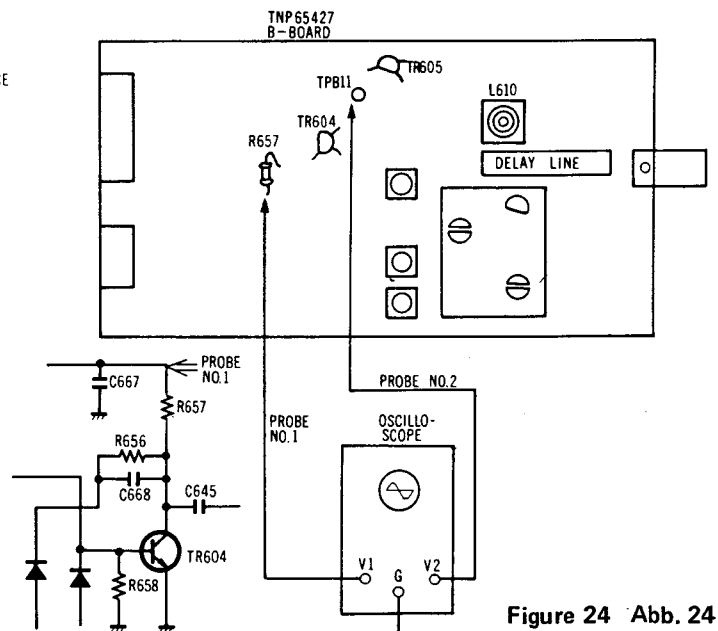 TNP65427
B-BOARD
CE
TR605
TPB11
L610
TR604
R657
DELAY LINE
PROBE
NO.1
C667
R657
PROBE NO.2
PROBE
NO.1
OSCILLO-
SCOPE
R656
C668
C645
TR604
V1
G
V2
R658
Figure 24 Abb. 24